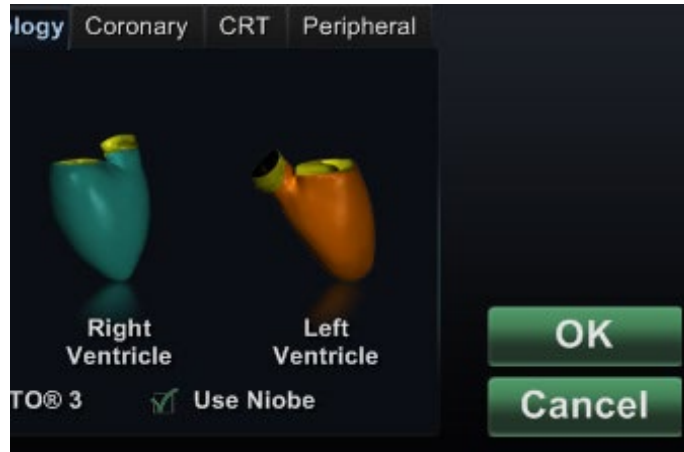 ology Coronary CRT Peripheral
Right
Ventricle
Left
Ventricle
TO® 3 Use Niobe
OK
Cancel